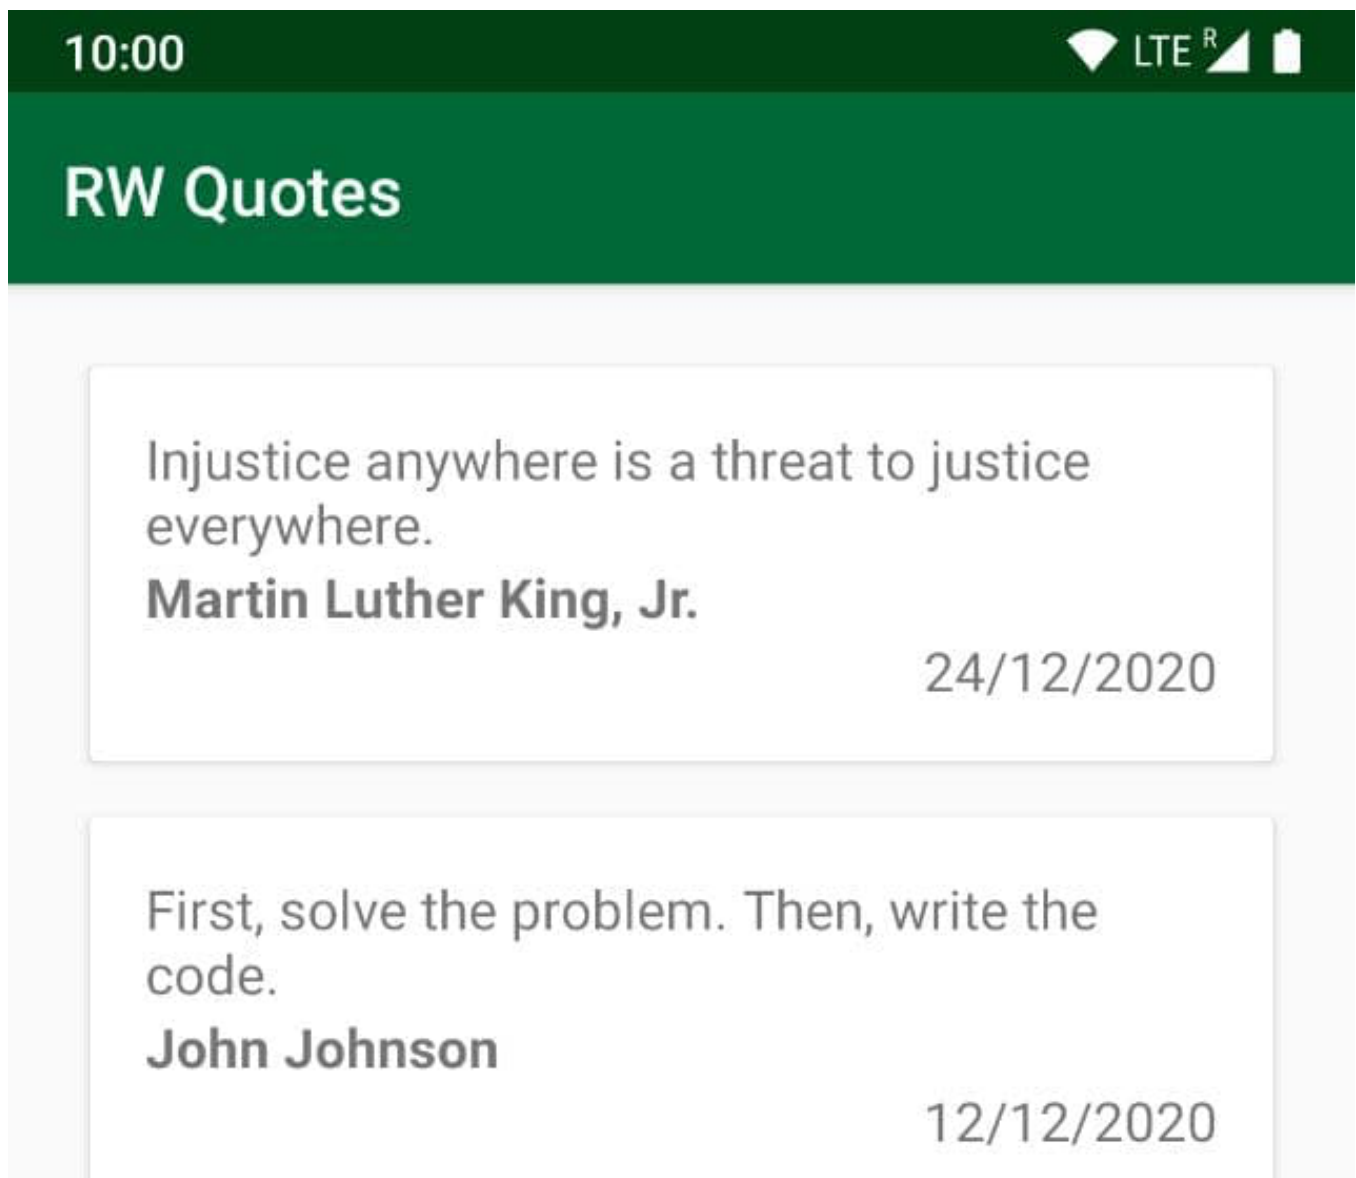 10:00 LTE R
RW Quotes
Injustice anywhere is a threat to justice
everywhere.
Martin Luther King, Jr.
24/12/2020
First, solve the problem. Then, write the
code.
John Johnson
12/12/2020